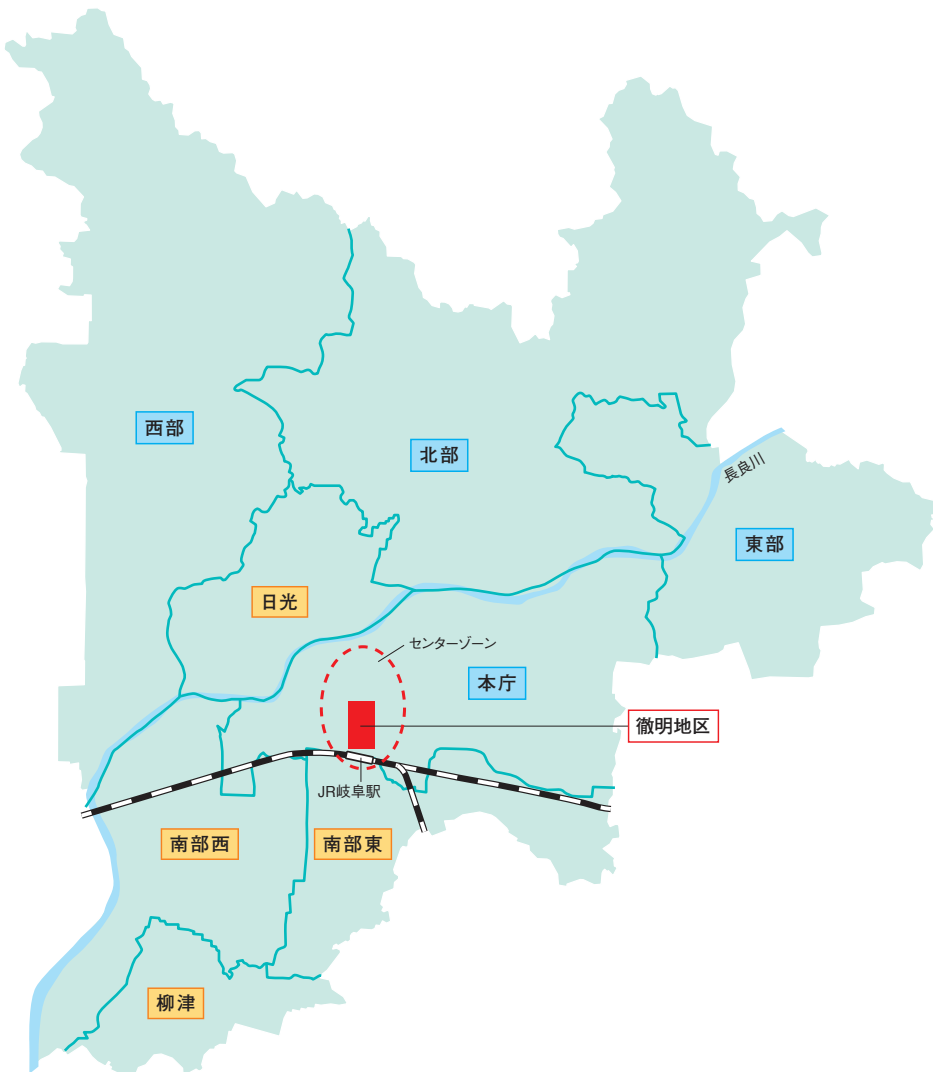 西部
北部
長良川
東部
日光
センターゾーン
本庁
徹明地区
JR岐阜駅
南部西
南部東
柳津